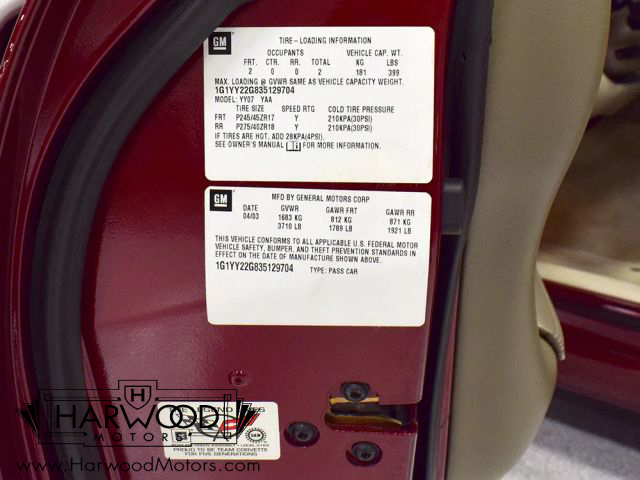 GM
TIRE - LOADING INFORMATION
OCCUPANTS VEHICLE CAP. WT.
FRT. CTR. RR. TOTAL KG LBS
2 0 0 2 181 399
MAX. LOADING @ GVWR SAME AS VEHICLE CAPACITY WEIGHT.
1G1YY22G835129704
MODEL: YY07 YAA
TIRE SIZE SPEED RTG COLD TIRE PRESSURE
FRT P245/45ZR17 Y 210KPA(30PSI)
RR P275/40ZR18 Y 210KPA(30PSI)
IF TIRES ARE HOT, ADD 28KPA(4PSI)
SEE OWNER'S MANUAL FOR MORE INFORMATION.
GM
MFD BY GENERAL MOTORS CORP
DATE GVWR GAWR FRT GAWR RR
04/03 1683 KG 812 KG 871 KG
3710 LB 1789 LB 1921 LB
THIS VEHICLE CONFORMS TO ALL APPLICABLE U.S. FEDERAL MOTOR
VEHICLE SAFETY, BUMPER, AND THEFT PREVENTION STANDARDS IN
EFFECT ON THE DATE OF MANUFACTURE SHOWN ABOVE.
1G1YY22G835129704 TYPE: PASS CAR
H
HARWOOD
MOTORS
www.HarwoodMotors.com
PROUD TO BE TEAM CORVETTE
FOR FIVE GENERATIONS